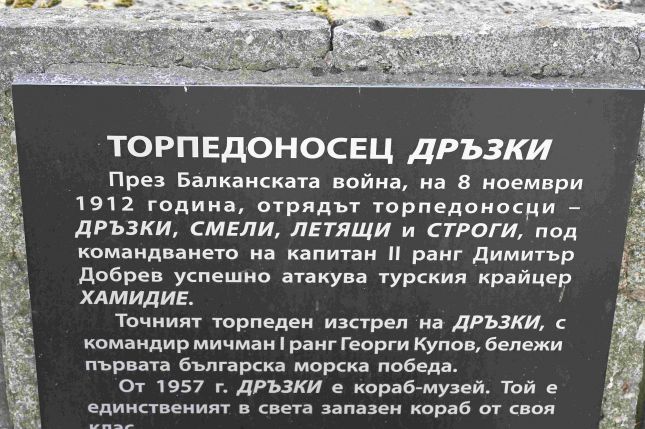 ТОРПЕДОНОСЕЦ ДРЪЗКИ
През Балканската война, на 8 ноември
1912 година, отрядът торпедоносци –
ДРЪЗКИ, СМЕЛИ, ЛЕТЯЩИ и СТРОГИ, под
командването на капитан II ранг Димитър
Добрев успешно атакува турския крайцер
ХАМИДИЕ.
Точният торпеден изстрел на ДРЪЗКИ, с
командир мичман I ранг Георги Купов, бележи
първата българска морска победа.
От 1957 г. ДРЪЗКИ е кораб-музей. Той е
единственият в света запазен кораб от своя
клас.